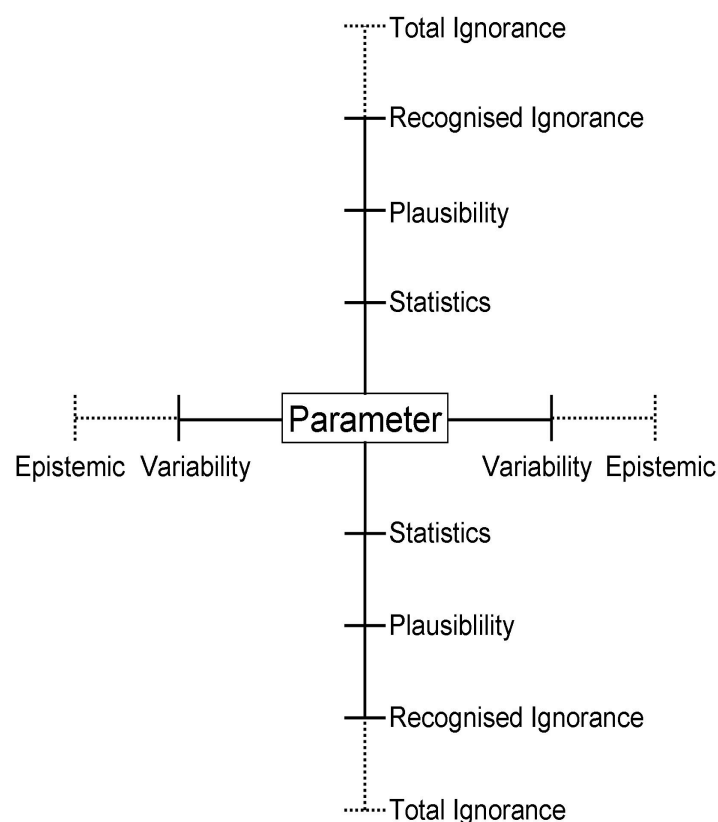 Total Ignorance
Recognised Ignorance
Plausibility
Statistics
Parameter
Epistemic Variability Variability Epistemic
Statistics
Plausiblility
Recognised Ignorance
Total Ignorance